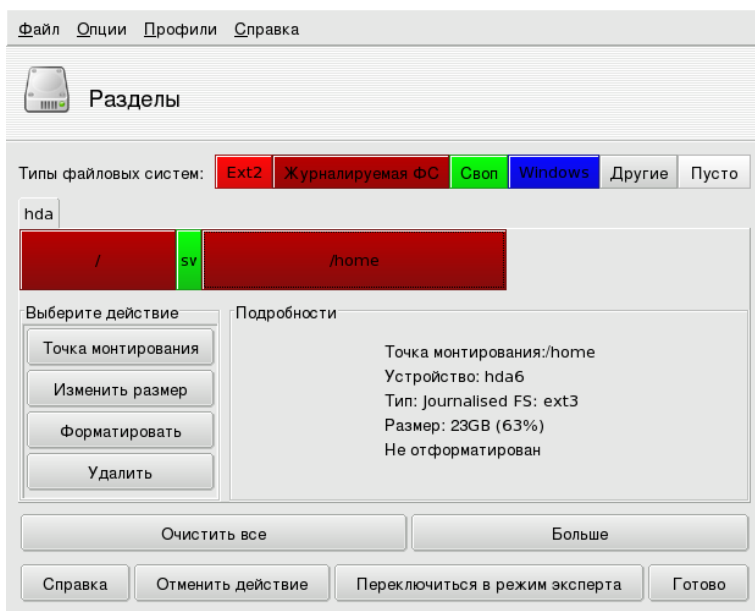 Файл Опции Профили Справка
Разделы
Типы файловых систем: Ext2 Журналируемая ФС Своп Windows Другие Пусто
hda
/ sv /home
Выберите действие
Точка монтирования
Изменить размер
Форматировать
Удалить
Подробности
Точка монтирования:/home
Устройство: hda6
Тип: Journalised FS: ext3
Размер: 23GB (63%)
Не отформатирован
Очистить все Больше
Справка Отменить действие Переключиться в режим эксперта Готово